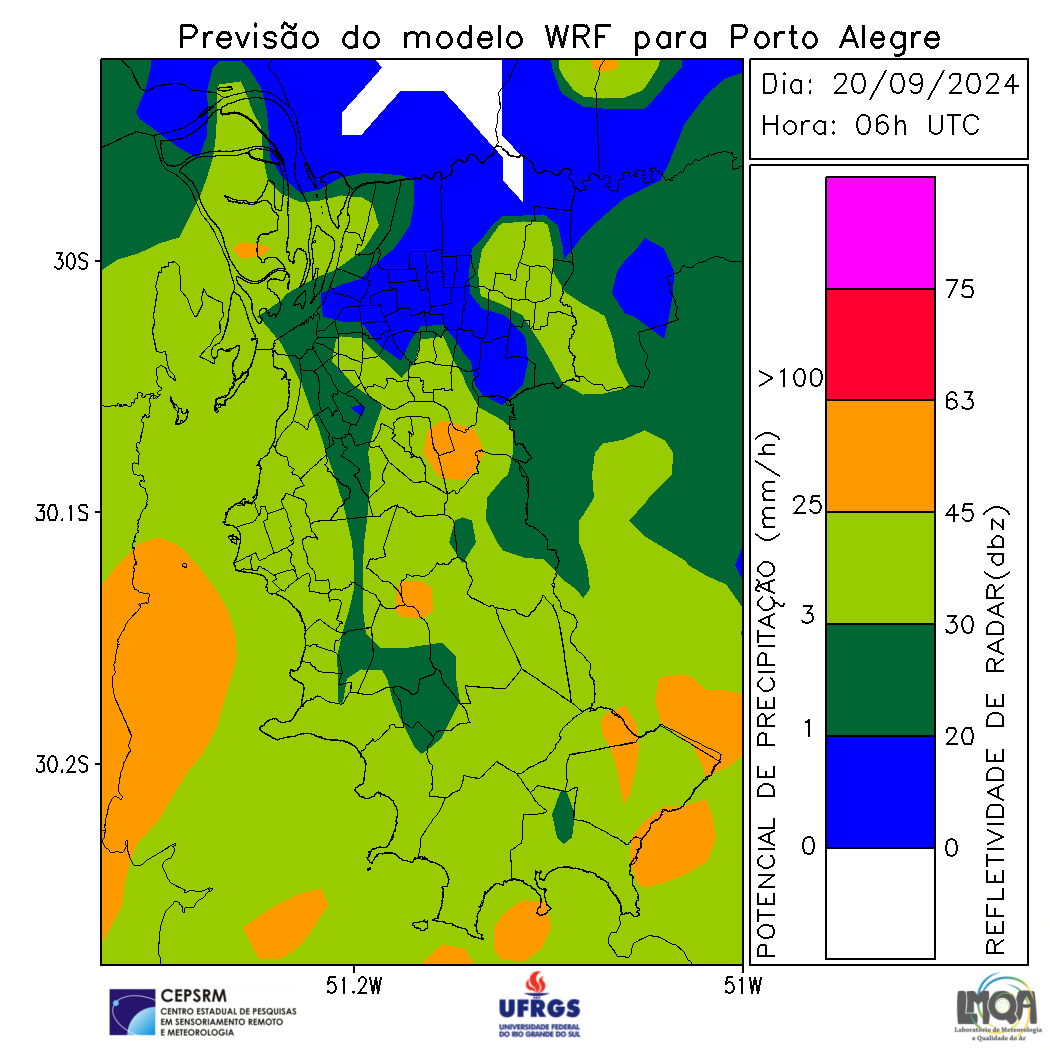 Previsão do modelo WRF para Porto Alegre
Dia: 20/09/2024
Hora: 06h UTC
30S
30.1S
30.2S
51.2W
51W
POTENCIAL DE PRECIPITAÇÃO (mm/h)
>100
25
3
1
0
75
63
45
30
20
0
REFLETIVIDADE DE RADAR(dbz)
CEPSRM
CENTRO ESTADUAL DE PESQUISAS
EM SENSORIAMENTO REMOTO
E METEOROLOGIA
UFRGS
UNIVERSIDADE FEDERAL
DO RIO GRANDE DO SUL
LMQA
Laboratório de Meteorologia
e Qualidade do Ar